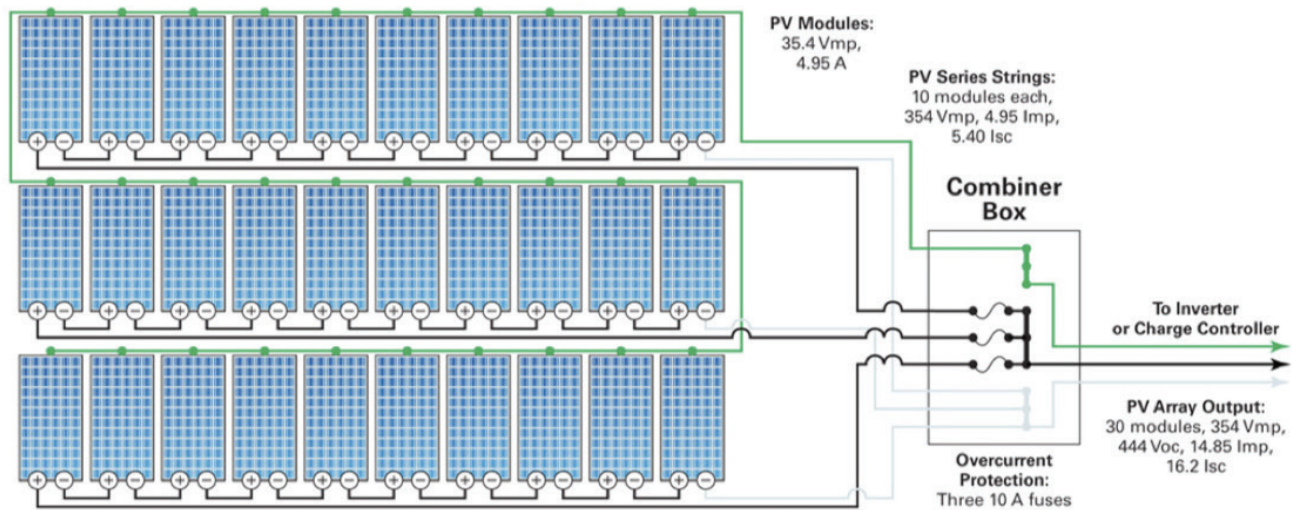 PV Modules:
35.4 Vmp,
4.95 A
PV Series Strings:
10 modules each,
354 Vmp, 4.95 Imp,
5.40 Isc
Combiner
Box
To Inverter
or Charge Controller
PV Array Output:
30 modules, 354 Vmp,
444 Voc, 14.85 Imp,
16.2 Isc
Overcurrent
Protection:
Three 10 A fuses